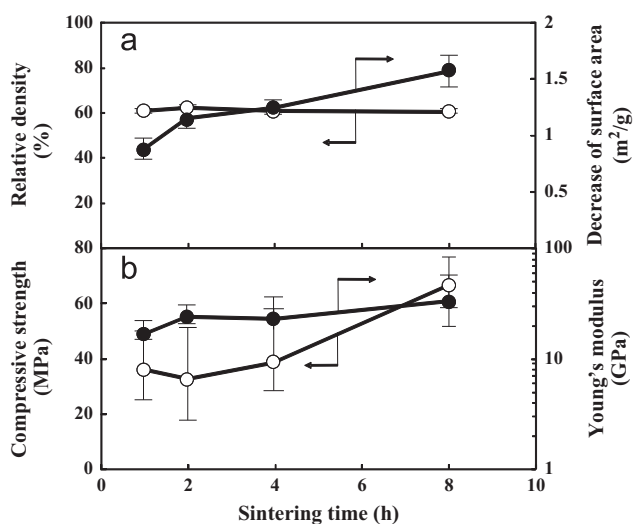 100
80
60
40
20
80
a
2
1.5
1
0.5
100
Relative density
(%)
Decrease of surface area
(m²/g)
b
60
40
20
0
10
1
Compressive strength
(MPa)
Young's modulus
(GPa)
0 2 4 6 8 10
Sintering time (h)